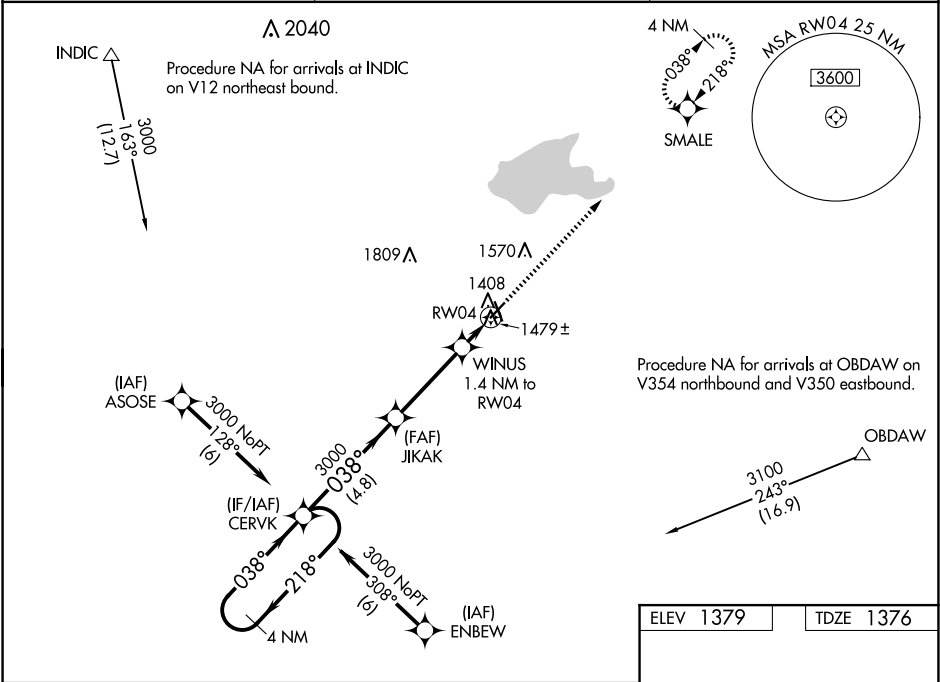 2040
INDIC
Procedure NA for arrivals at INDIC
on V12 northeast bound.
3000
163°
(12.7)
4 NM
038°
218°
SMALE
MSA RW04 25 NM
3600
1809
1570
1408
RW04
1479±
WINUS
1.4 NM to
RW04
Procedure NA for arrivals at OBDAW on
V354 northbound and V350 eastbound.
(IAF)
ASOSE
3000 NoPT
128°
(6)
(FAF)
JIKAK
3000
038°
(4.8)
OBDAW
3100
243°
(16.9)
(IF/IAF)
CERVK
038°
218°
4 NM
3000 NoPT
308°
(6)
(IAF)
ENBEW
ELEV 1379
TDZE 1376